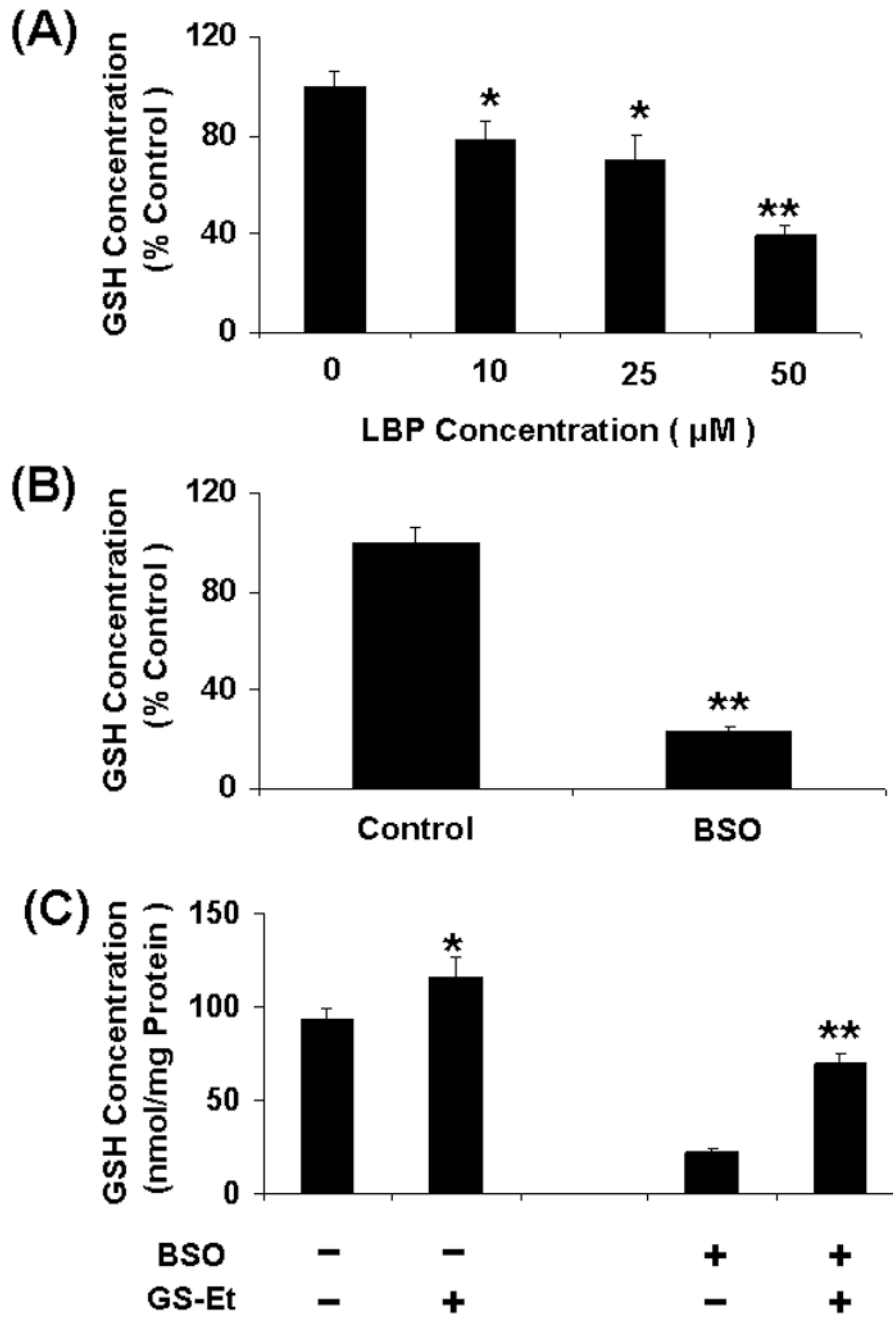 (A)
GSH Concentration
(% Control )
120
80
40
0
*
*
**
0 10 25 50
LBP Concentration ( µM )
(B)
GSH Concentration
(% Control )
120
80
40
0
**
Control BSO
(C)
GSH Concentration
(nmol/mg Protein )
150
100
50
0
*
**
BSO − − + +
GS-Et − + − +